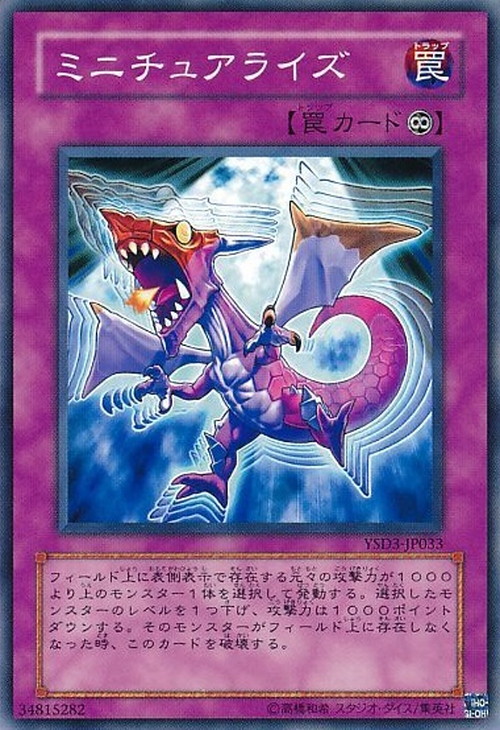 ミニチュアライズ
トラップ
罠
トラップ
【罠カード∞】
YSD3-JP033
フィールド上に表側表示で存在する元々の攻撃力が1000
より上のモンスター1体を選択して発動する。選択したモ
ンスターのレベルを1つ下げ、攻撃力は1000ポイント
ダウンする。そのモンスターがフィールド上に存在しなく
なった時、このカードを破壊する。
34815282
©高橋和希 スタジオ・ダイス/集英社